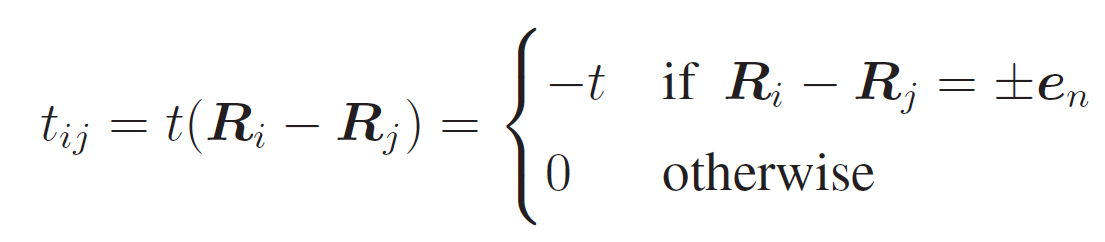 t_{ij} = t(R_i − R_j) = { −t if R_i − R_j = ±e_n
0 otherwise